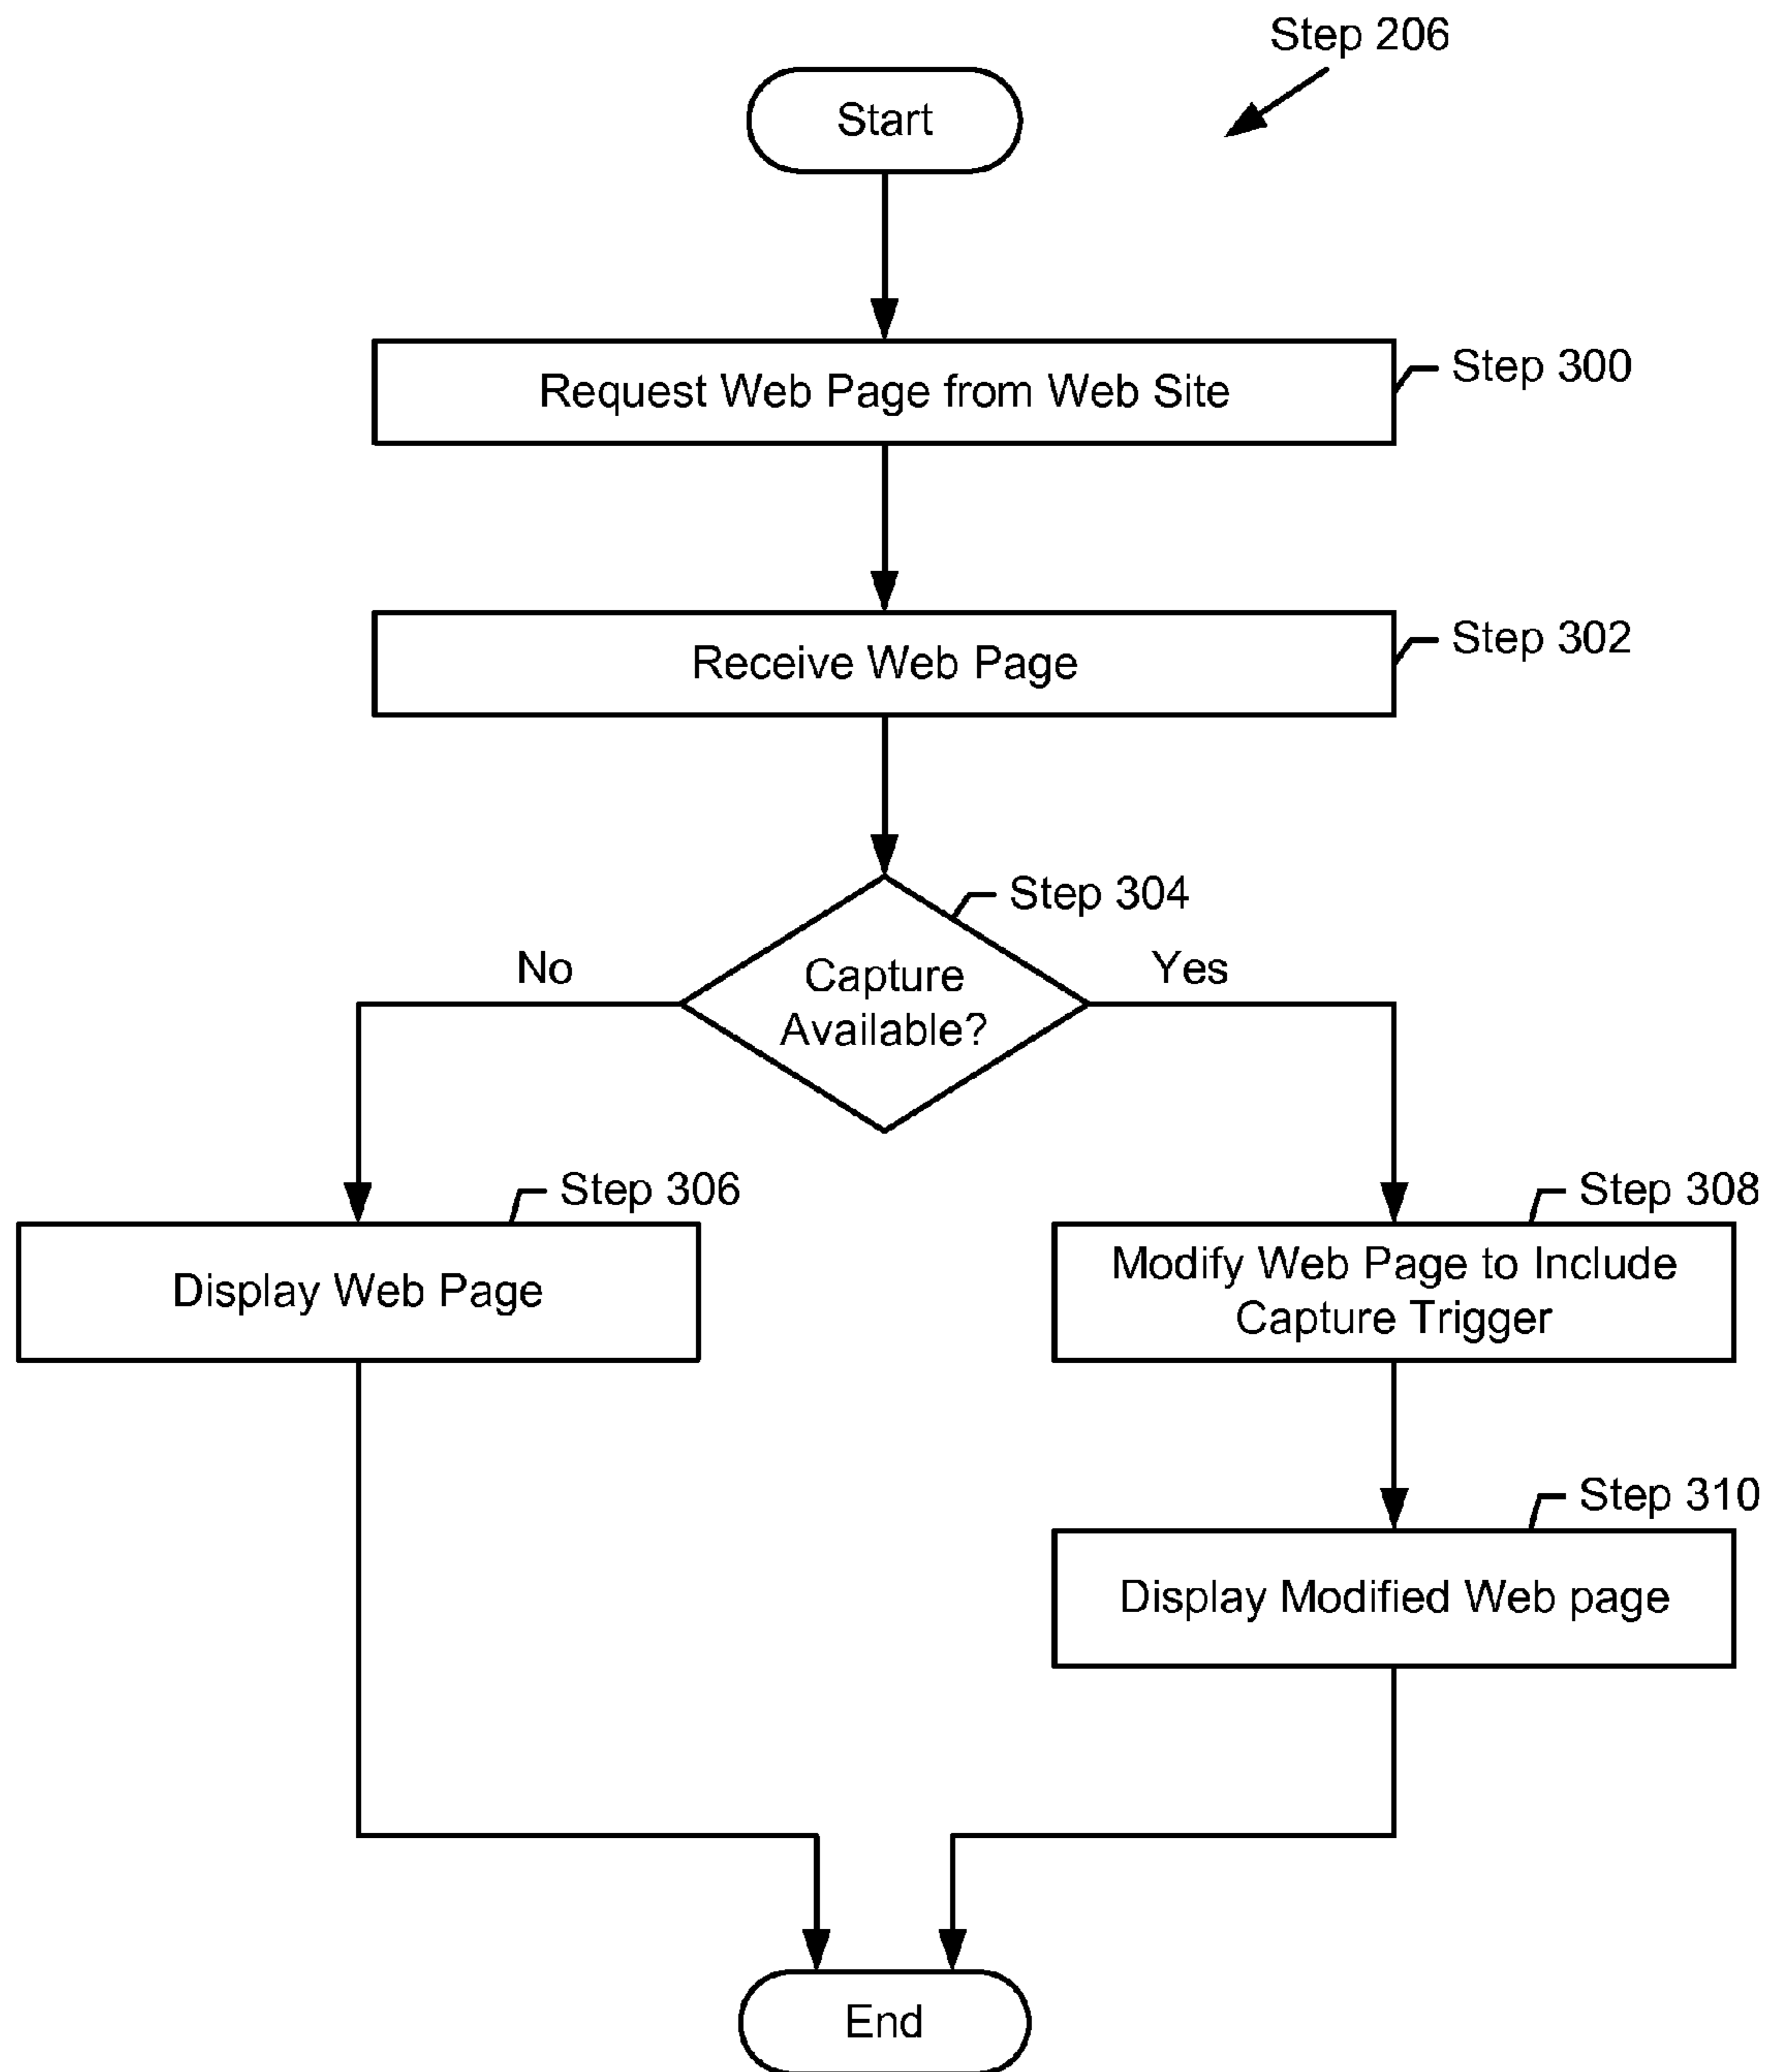 Step 206
Start
Request Web Page from Web Site
Step 300
Receive Web Page
Step 302
Step 304
Capture
Available?
No
Yes
Step 306
Display Web Page
Step 308
Modify Web Page to Include
Capture Trigger
Step 310
Display Modified Web page
End